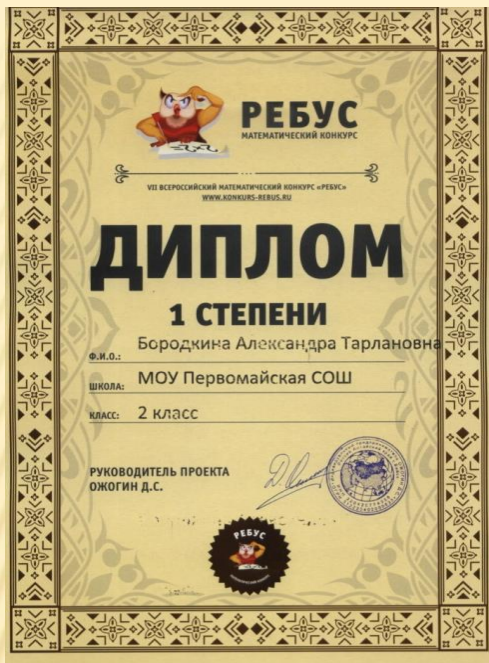 РЕБУС
МАТЕМАТИЧЕСКИЙ КОНКУРС
VII ВСЕРОССИЙСКИЙ МАТЕМАТИЧЕСКИЙ КОНКУРС «РЕБУС»
WWW.KONKURS-REBUS.RU
ДИПЛОМ
1 СТЕПЕНИ
Ф.И.О.: Бородкина Александра Тарлановна
ШКОЛА: МОУ Первомайская СОШ
КЛАСС: 2 класс
РУКОВОДИТЕЛЬ ПРОЕКТА
ОЖОГИН Д.С.
РЕБУС